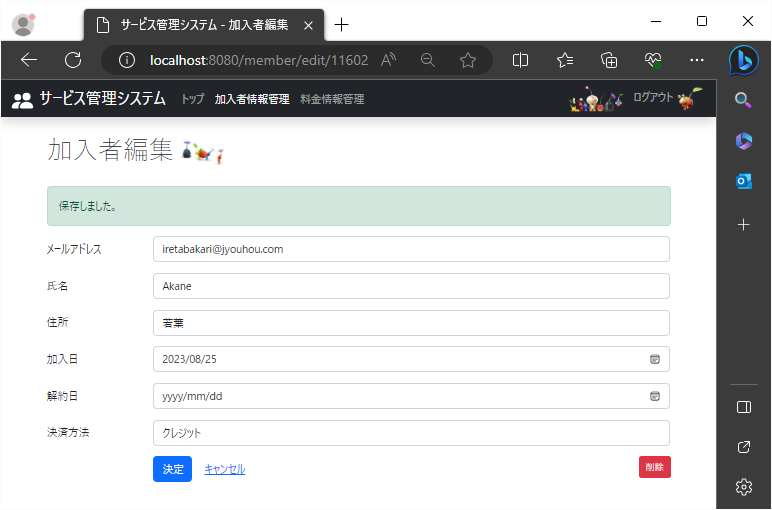 サービス管理システム - 加入者編集
localhost:8080/member/edit/11602
サービス管理システム トップ 加入者情報管理 料金情報管理 ログアウト
加入者編集
保存しました。
メールアドレス iretabakari@jyouhou.com
氏名 Akane
住所 若葉
加入日 2023/08/25
解約日 yyyy/mm/dd
決済方法 クレジット
決定 キャンセル 削除